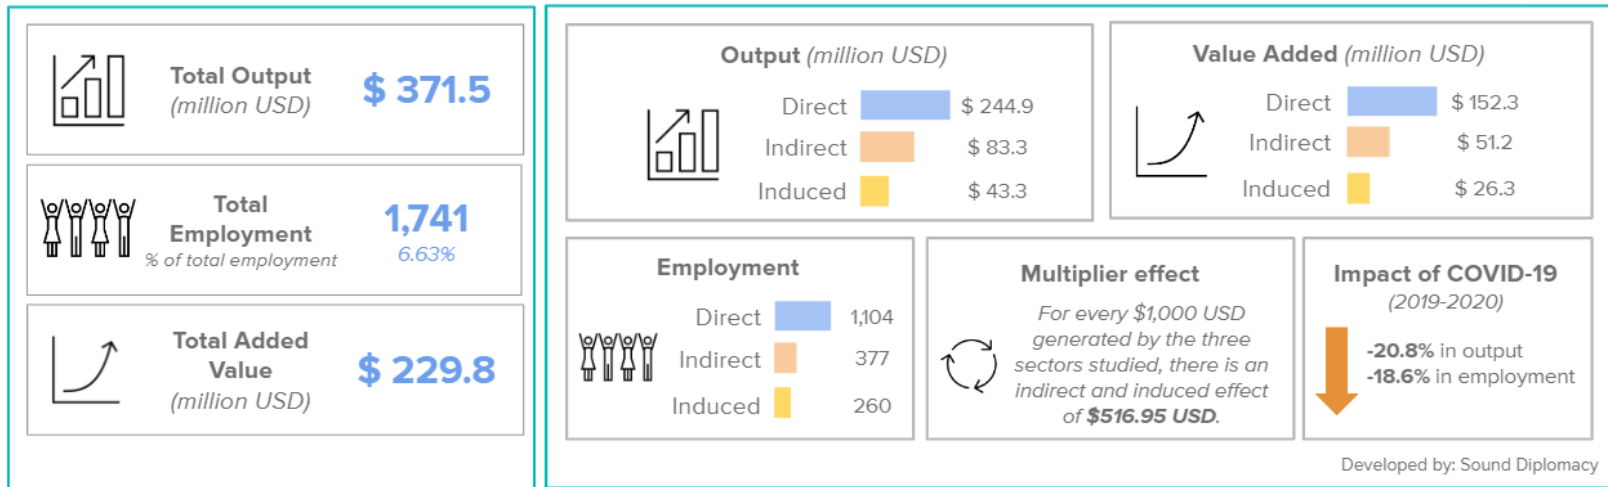 Total Output
(million USD)
$ 371.5
Total
Employment
% of total employment
1,741
6.63%
Total Added
Value
(million USD)
$ 229.8
Output (million USD)
Direct $ 244.9
Indirect $ 83.3
Induced $ 43.3
Value Added (million USD)
Direct $ 152.3
Indirect $ 51.2
Induced $ 26.3
Employment
Direct 1,104
Indirect 377
Induced 260
Multiplier effect
For every $1,000 USD
generated by the three
sectors studied, there is an
indirect and induced effect
of $516.95 USD.
Impact of COVID-19
(2019-2020)
-20.8% in output
-18.6% in employment
Developed by: Sound Diplomacy